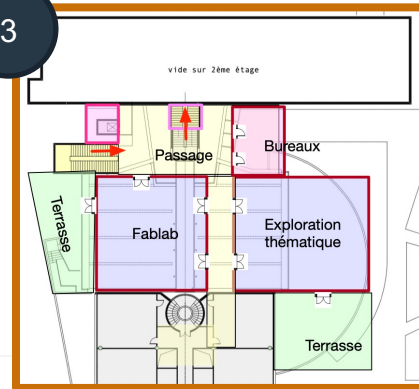 3
vide sur 2ème étage
Passage
Bureaux
Terrasse
Fablab
Exploration
thématique
Terrasse